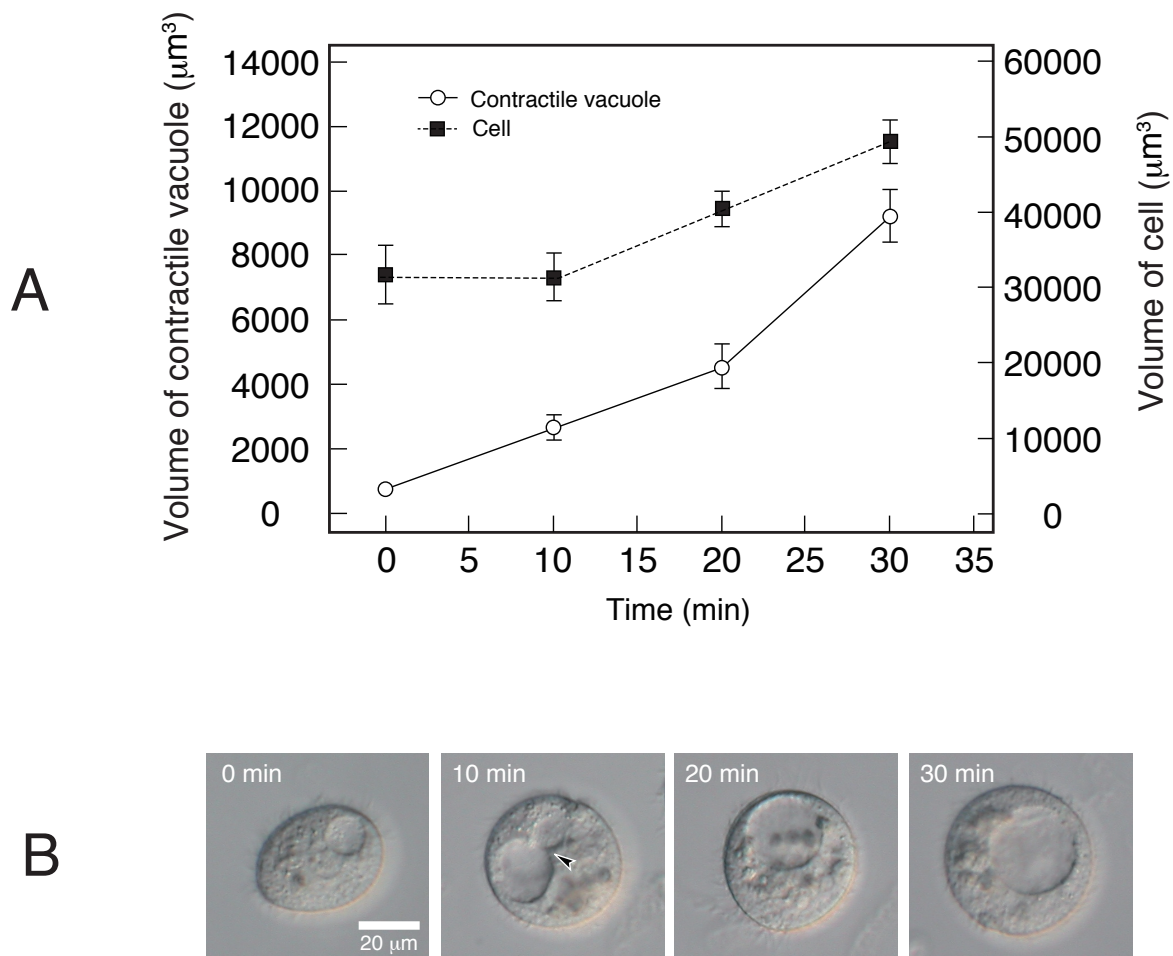 A
Volume of contractile vacuole (μm³)
14000
12000
10000
8000
6000
4000
2000
0
Contractile vacuole
Cell
60000
50000
40000
30000
20000
10000
0
Volume of cell (μm³)
0 5 10 15 20 25 30 35
Time (min)
B
0 min
10 min
20 min
30 min
20 μm